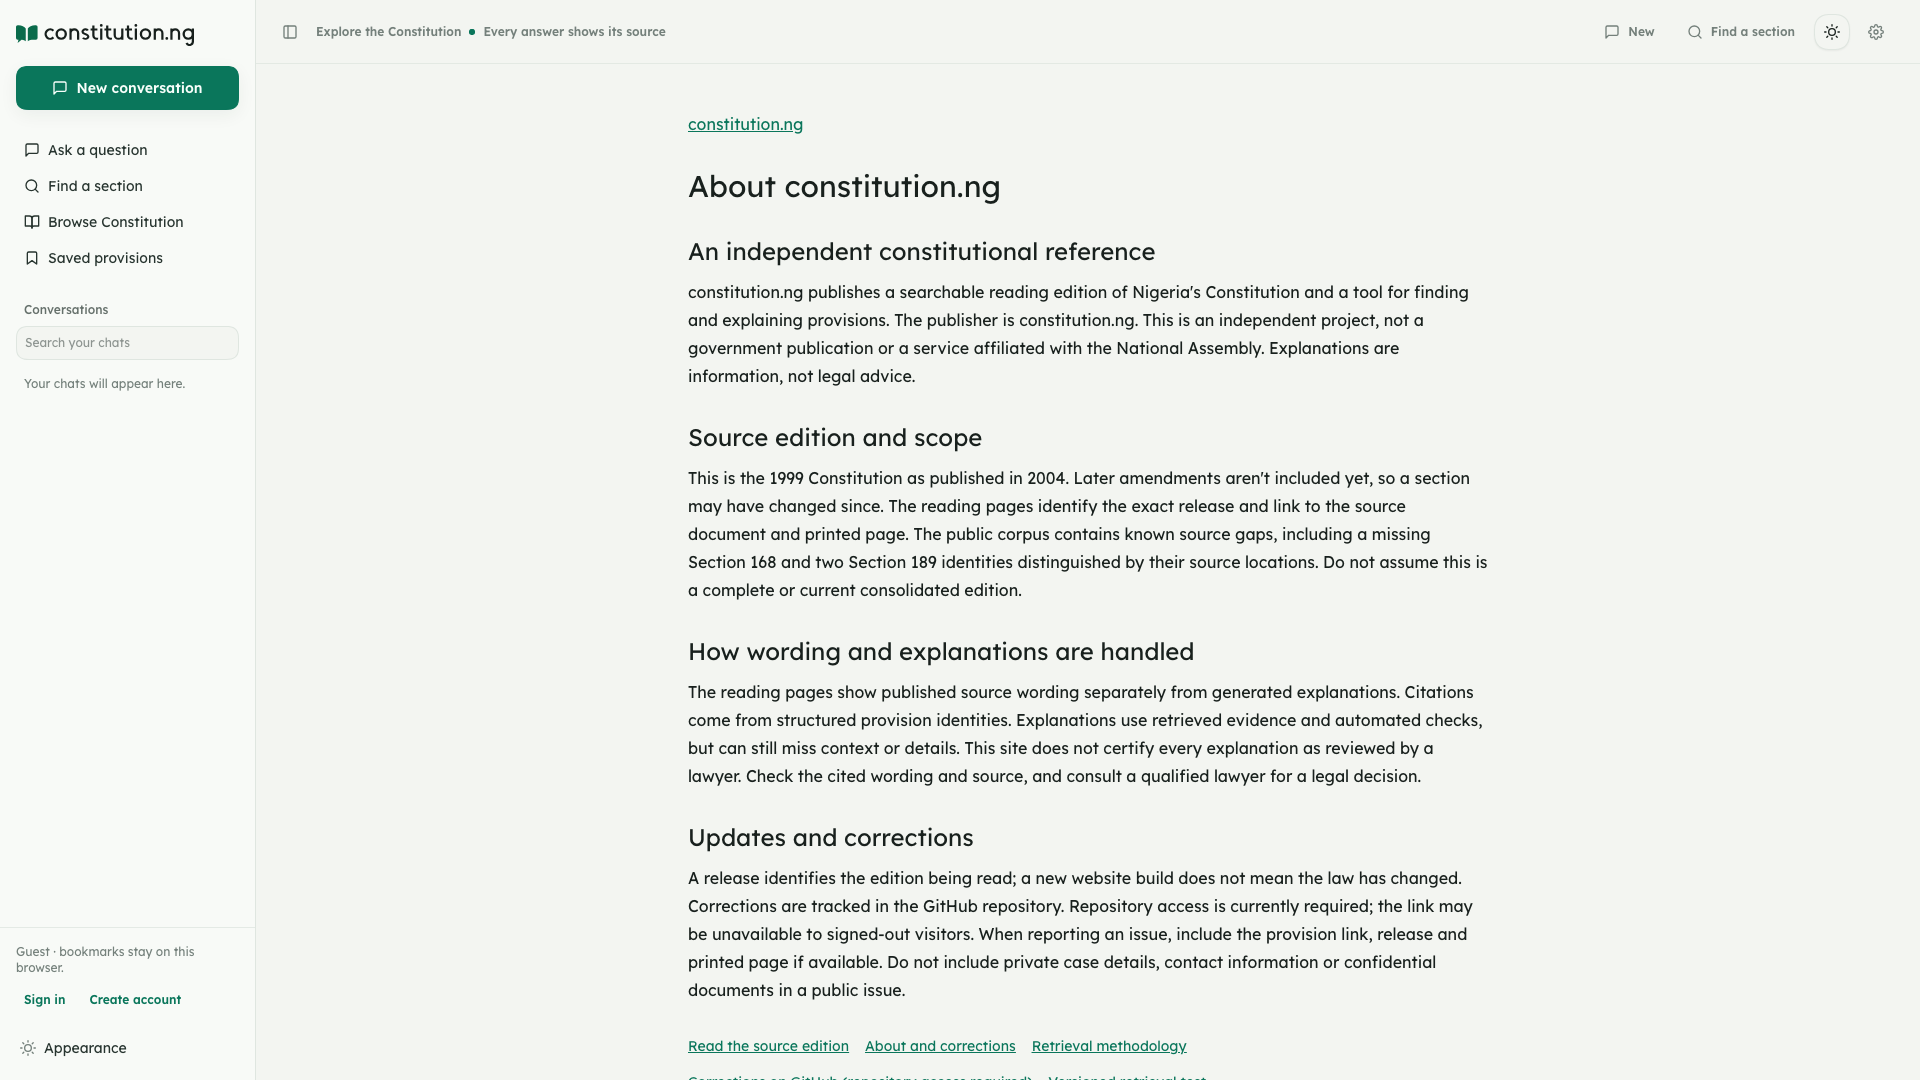 constitution.ng
New conversation
Ask a question
Find a section
Browse Constitution
Saved provisions
Conversations
Search your chats
Your chats will appear here.
Guest · bookmarks stay on this
browser.
Sign in Create account
Appearance
Explore the Constitution • Every answer shows its source
New Find a section
constitution.ng
About constitution.ng
An independent constitutional reference
constitution.ng publishes a searchable reading edition of Nigeria's Constitution and a tool for finding
and explaining provisions. The publisher is constitution.ng. This is an independent project, not a
government publication or a service affiliated with the National Assembly. Explanations are
information, not legal advice.
Source edition and scope
This is the 1999 Constitution as published in 2004. Later amendments aren't included yet, so a section
may have changed since. The reading pages identify the exact release and link to the source
document and printed page. The public corpus contains known source gaps, including a missing
Section 168 and two Section 189 identities distinguished by their source locations. Do not assume this is
a complete or current consolidated edition.
How wording and explanations are handled
The reading pages show published source wording separately from generated explanations. Citations
come from structured provision identities. Explanations use retrieved evidence and automated checks,
but can still miss context or details. This site does not certify every explanation as reviewed by a
lawyer. Check the cited wording and source, and consult a qualified lawyer for a legal decision.
Updates and corrections
A release identifies the edition being read; a new website build does not mean the law has changed.
Corrections are tracked in the GitHub repository. Repository access is currently required; the link may
be unavailable to signed-out visitors. When reporting an issue, include the provision link, release and
printed page if available. Do not include private case details, contact information or confidential
documents in a public issue.
Read the source edition About and corrections Retrieval methodology
Corrections on GitHub (repository access required) Versioned retrieval test